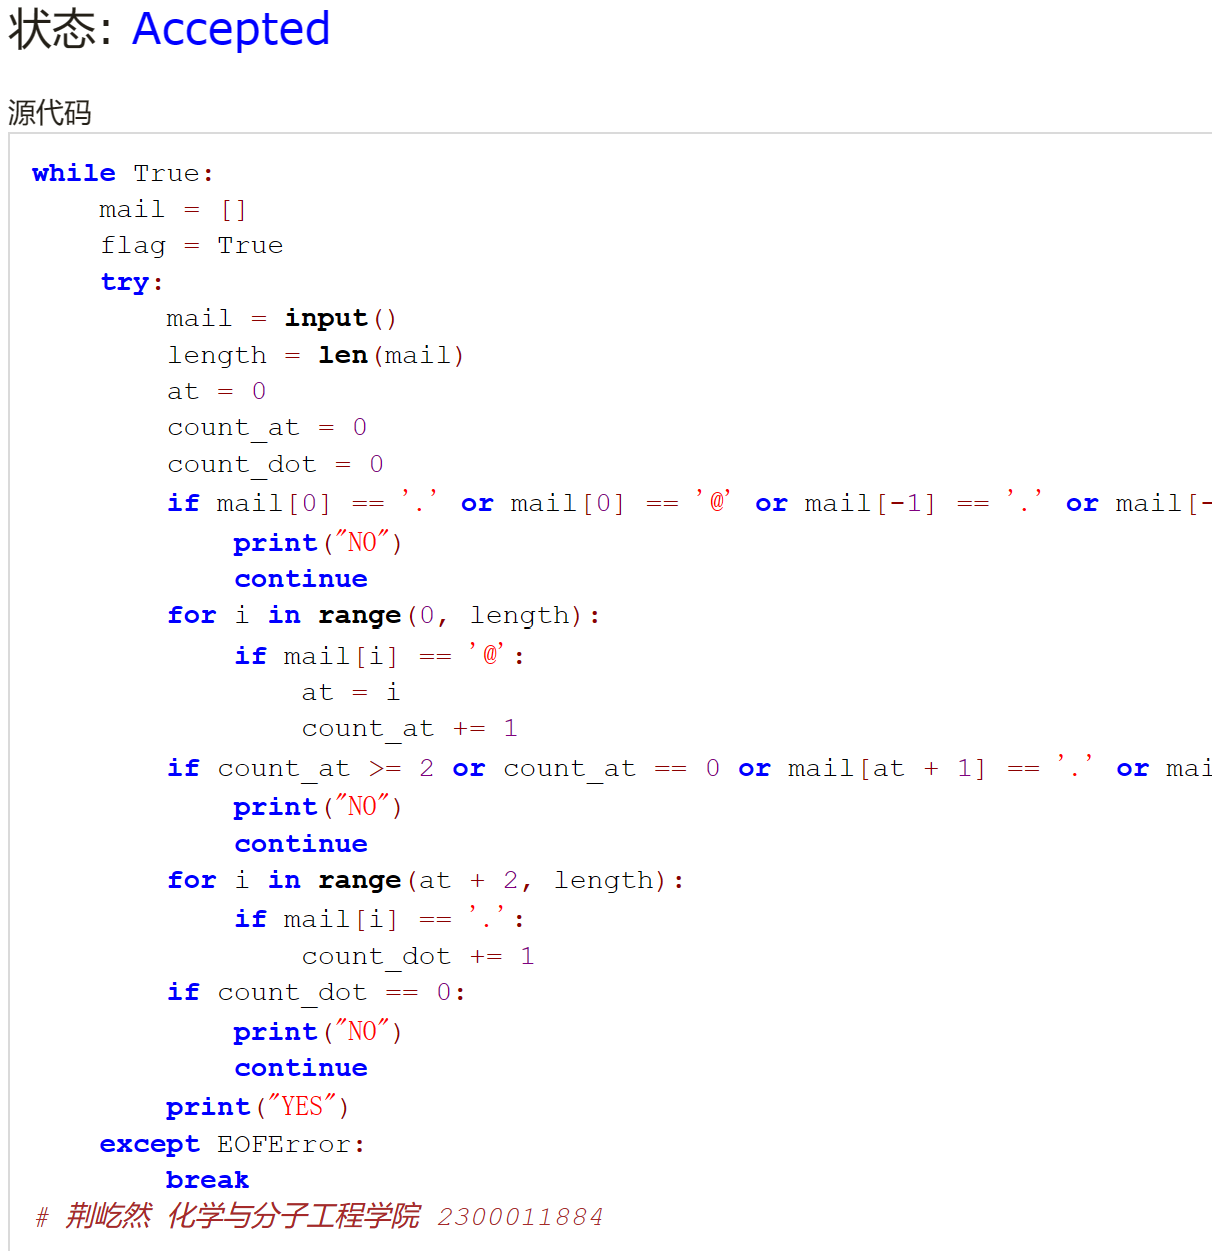 状态: Accepted
源代码
while True:
    mail = []
    flag = True
    try:
        mail = input()
        length = len(mail)
        at = 0
        count_at = 0
        count_dot = 0
        if mail[0] == '.' or mail[0] == '@' or mail[-1] == '.' or mail[-
            print("NO")
            continue
        for i in range(0, length):
            if mail[i] == '@':
                at = i
                count_at += 1
        if count_at >= 2 or count_at == 0 or mail[at + 1] == '.' or mai
            print("NO")
            continue
        for i in range(at + 2, length):
            if mail[i] == '.':
                count_dot += 1
        if count_dot == 0:
            print("NO")
            continue
        print("YES")
    except EOFError:
        break
# 荆屹然 化学与分子工程学院 2300011884